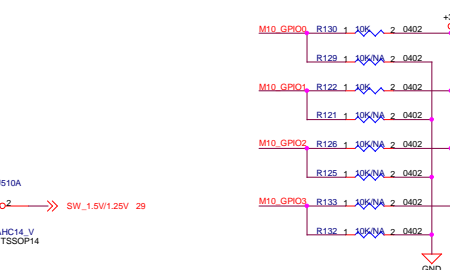 M10_GPIO0 R130 1 10K 2 0402
R129 1 10K/NA 2 0402
M10_GPIO1 R122 1 10K 2 0402
R121 1 10K/NA 2 0402
M10_GPIO2 R126 1 10K/NA 2 0402
R125 1 10K/NA 2 0402
M10_GPIO3 R133 1 10K/NA 2 0402
R132 1 10K/NA 2 0402
GND
510A
2
SW_1.5V/1.25V 29
AHC14_V
TSSOP14